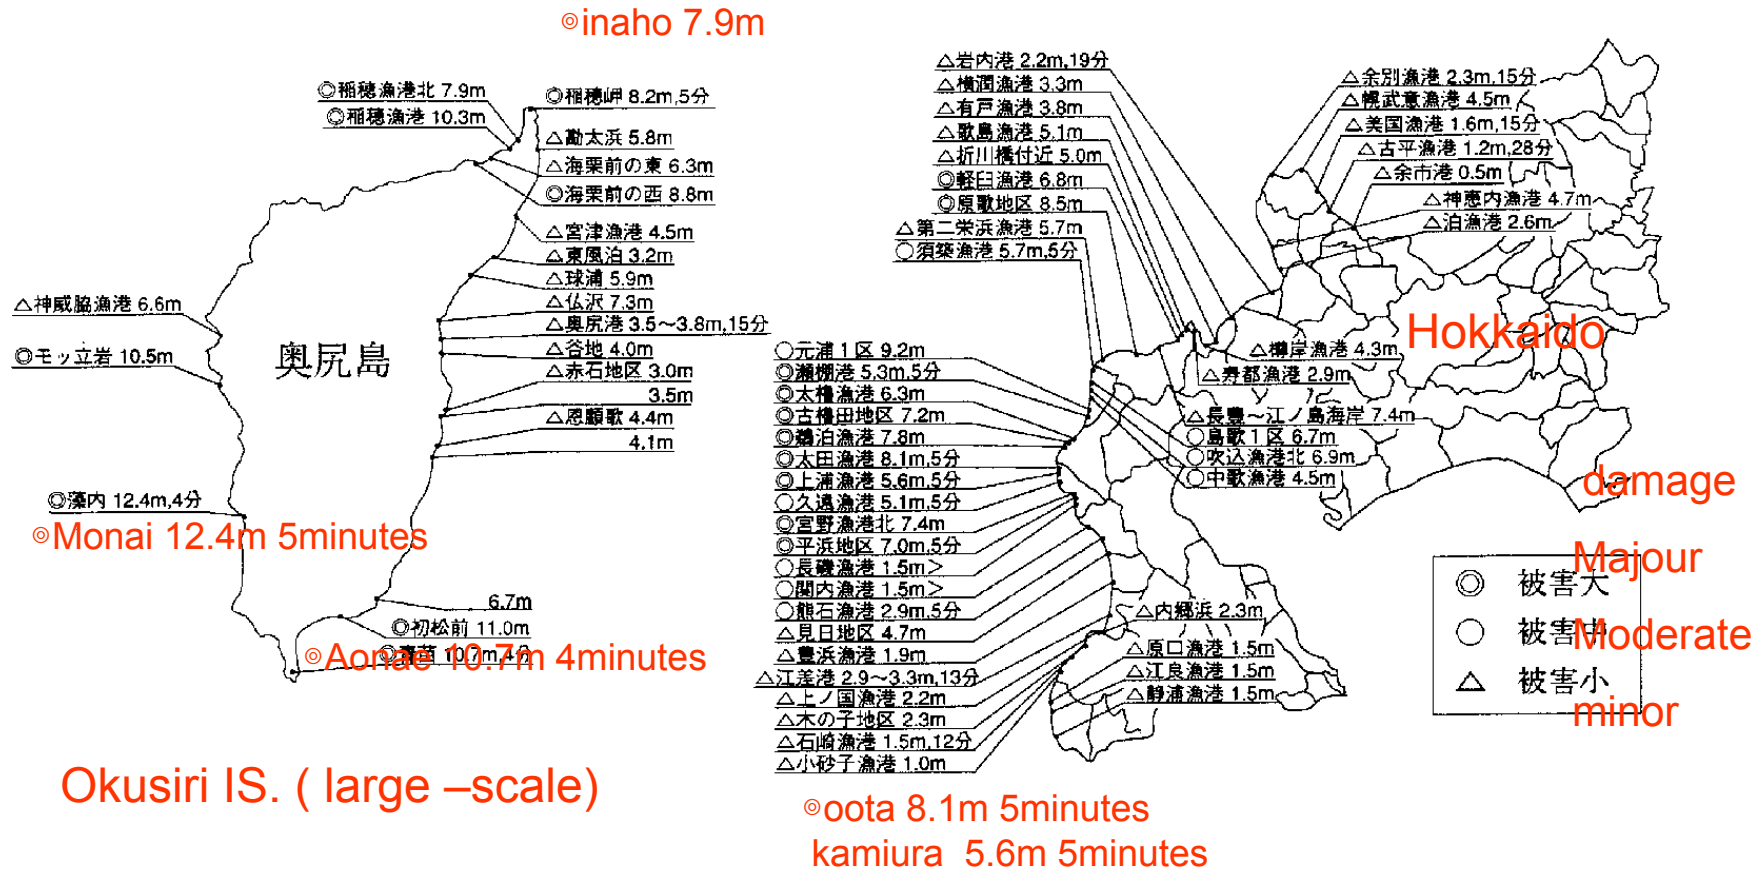 ◎inaho 7.9m
◎稲穂漁港北 7.9m
◎稲穂漁港 10.3m
◎稲穂岬 8.2m,5分
△勘太浜 5.8m
△海栗前の東 6.3m
◎海栗前の西 8.8m
△宮津漁港 4.5m
△東風泊 3.2m
△球浦 5.9m
△仏沢 7.3m
△奥尻港 3.5～3.8m,15分
△谷地 4.0m
△赤石地区 3.0m
3.5m
△恩顧歌 4.4m
4.1m
△神威脇漁港 6.6m
◎モッ立岩 10.5m
奥尻島
◎藻内 12.4m,4分
◎Monai 12.4m 5minutes
6.7m
◎初松前 11.0m
10.7m,4分
◎Aonae 10.7m 4minutes
Okusiri IS. ( large –scale)
△岩内港 2.2m,19分
△横澗漁港 3.3m
△有戸漁港 3.8m
△歌島漁港 5.1m
△折川橋付近 5.0m
◎軽臼漁港 6.8m
◎原歌地区 8.5m
△第二栄浜漁港 5.7m
○須築漁港 5.7m,5分
△余別漁港 2.3m,15分
△幌武意漁港 4.5m
△美国漁港 1.6m,15分
△古平漁港 1.2m,28分
△余市港 0.5m
△神恵内漁港 4.7m
△泊漁港 2.6m
Hokkaido
△樽岸漁港 4.3m
△寿都漁港 2.9m
△長豊～江ノ島海岸 7.4m
○島歌1区 6.7m
○吹込漁港北 6.9m
○中歌漁港 4.5m
○元浦1区 9.2m
◎瀬棚港 5.3m,5分
◎太櫓漁港 6.3m
◎古櫓田地区 7.2m
◎鵜泊漁港 7.8m
◎太田漁港 8.1m,5分
◎上浦漁港 5.6m,5分
○久遠漁港 5.1m,5分
◎宮野漁港北 7.4m
◎平浜地区 7.0m,5分
○長磯漁港 1.5m>
○関内漁港 1.5m>
○熊石漁港 2.9m,5分
△見日地区 4.7m
△豊浜漁港 1.9m
△江差港 2.9～3.3m,13分
△上ノ国漁港 2.2m
△木の子地区 2.3m
△石崎漁港 1.5m,12分
△小砂子漁港 1.0m
△内郷浜 2.3m
△原口漁港 1.5m
△江良漁港 1.5m
△静浦漁港 1.5m
damage
Majour
◎ 被害大
Moderate
○ 被害中
△ 被害小
minor
◎oota 8.1m 5minutes
kamiura 5.6m 5minutes